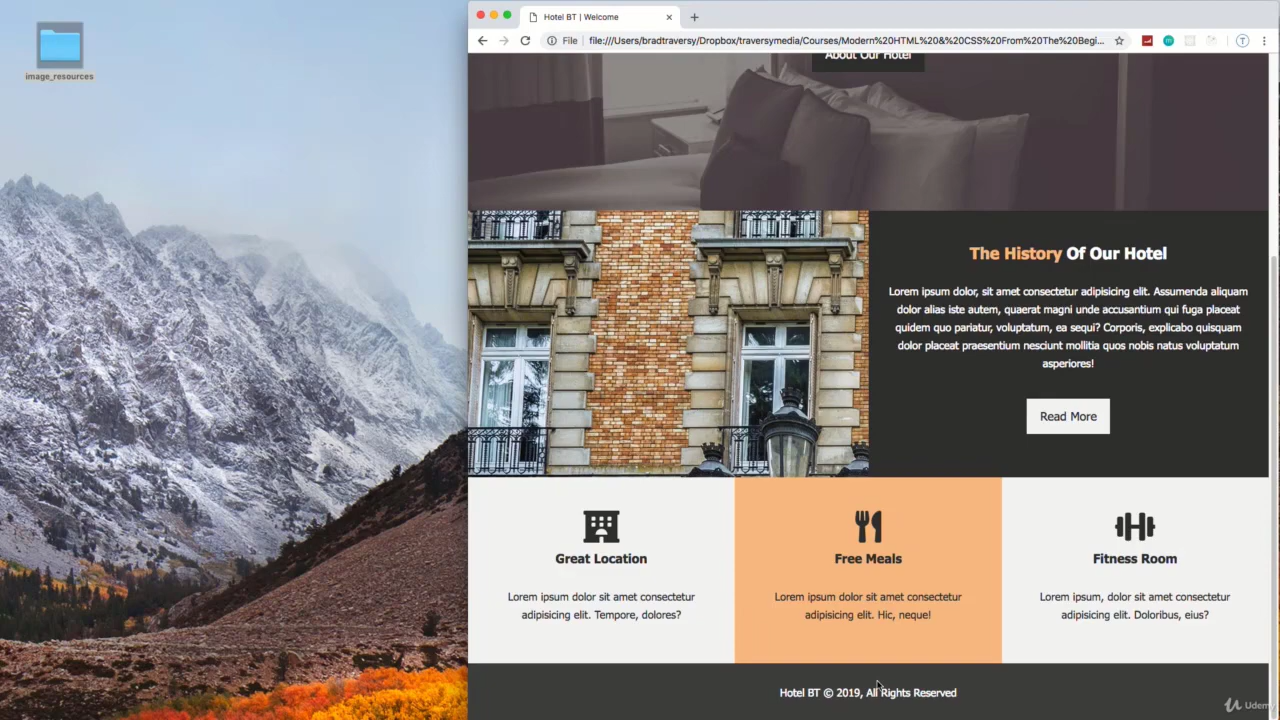 Hotel BT | Welcome
File
file:///Users/bradtraversy/Dropbox/traversymedia/Courses/Modern%20HTML%20&%20CSS%20From%20The%20Begi...
image_resources
About Our Hotel
The History Of Our Hotel
Lorem ipsum dolor, sit amet consectetur adipisicing elit. Assumenda aliquam
dolor alias iste autem, quaerat magni unde accusantium qui fuga placeat
quidem quo pariatur, voluptatum, ea sequi? Corporis, explicabo quisquam
dolor placeat praesentium nesciunt mollitia quos nobis natus voluptatum
asperiores!
Read More
Great Location
Lorem ipsum dolor sit amet consectetur
adipisicing elit. Tempore, dolores?
Free Meals
Lorem ipsum dolor sit amet consectetur
adipisicing elit. Hic, neque!
Fitness Room
Lorem ipsum, dolor sit amet consectetur
adipisicing elit. Doloribus, eius?
Hotel BT © 2019, All Rights Reserved
Udemy